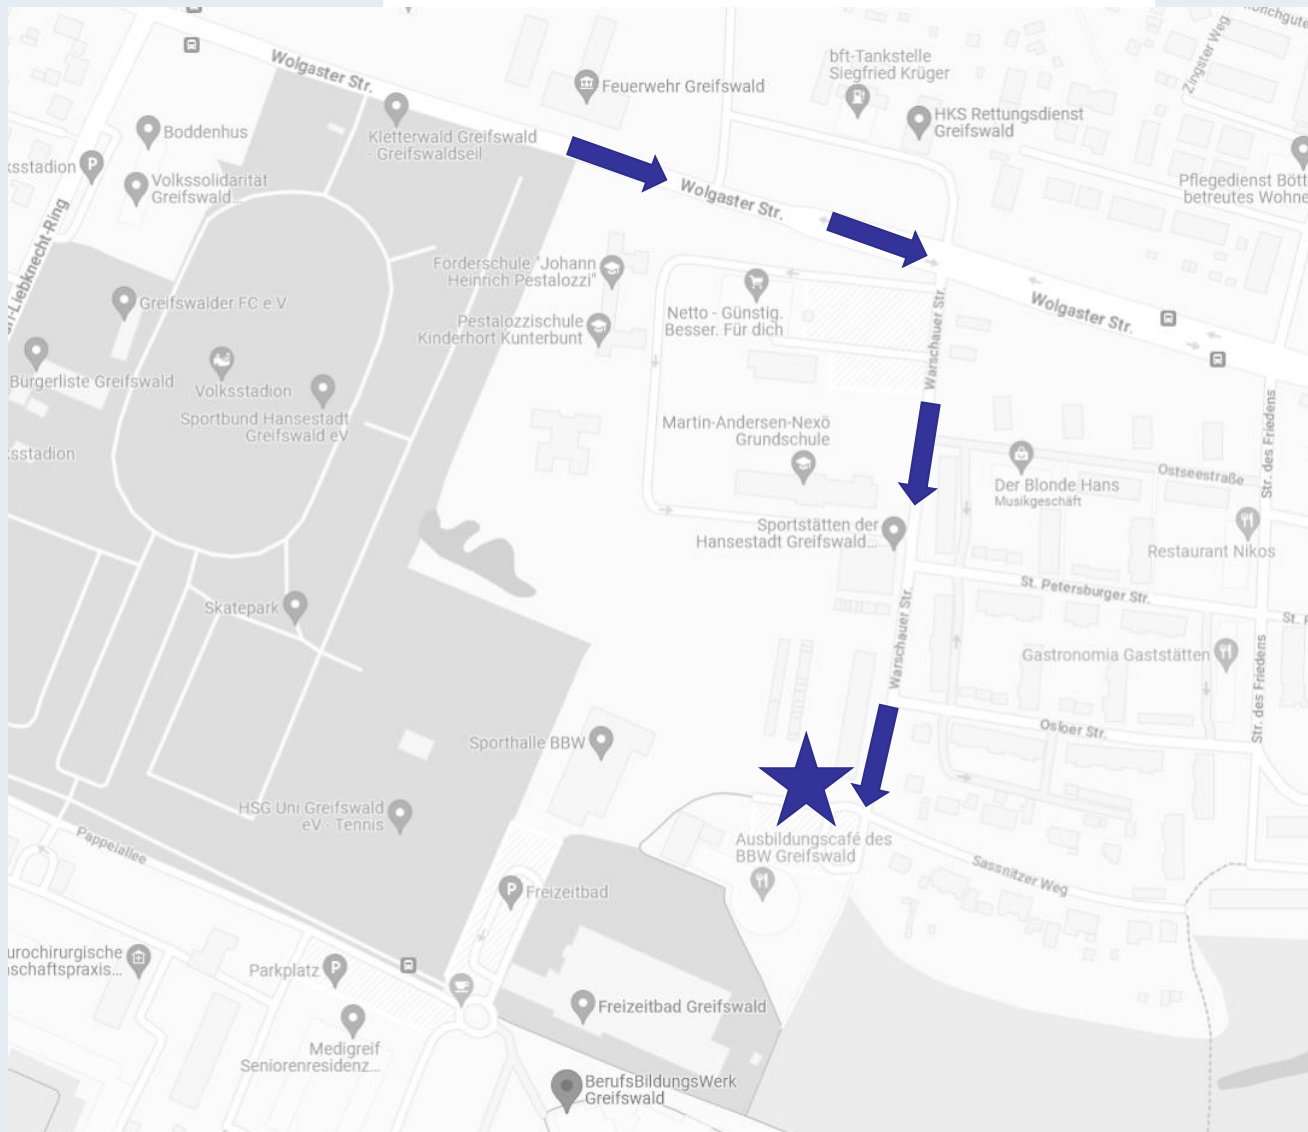 Wolgaster Str.
Feuerwehr Greifswald
bft-Tankstelle
Siegfried Krüger
Zingster Weg
HKS Rettungsdienst
Greifswald
Boddenhus
Kletterwald Greifswald
- Greifswaldseil
Volkssolidarität
Greifswald...
Wolgaster Str.
Pflegedienst Bött
betreutes Wohne
Förderschule "Johann
Heinrich Pestalozzi"
Greifswalder FC e.V
Netto - Günstig.
Besser. Für dich
Pestalozzischule
Kinderhort Kunterbunt
Wolgaster Str.
Warschauer Str.
Bürgerliste Greifswald
Volksstadion
Sportbund Hansestadt
Greifswald eV
Martin-Andersen-Nexö
Grundschule
Str. des Friedens
Ostseestraße
Der Blonde Hans
Musikgeschäft
Sportstätten der
Hansestadt Greifswald...
Restaurant Nikos
St. Petersburger Str.
Skatepark
Warschauer Str.
Gastronomia Gaststätten
Str. des Friedens
Osloer Str.
Sporthalle BBW
HSG Uni Greifswald
eV - Tennis
Pappelallee
Ausbildungscafé des
BBW Greifswald
Sassnitzer Weg
P
Freizeitbad
P
Parkplatz
Freizeitbad Greifswald
Medigreif
Seniorenresidenz...
BerufsBildungsWerk
Greifswald